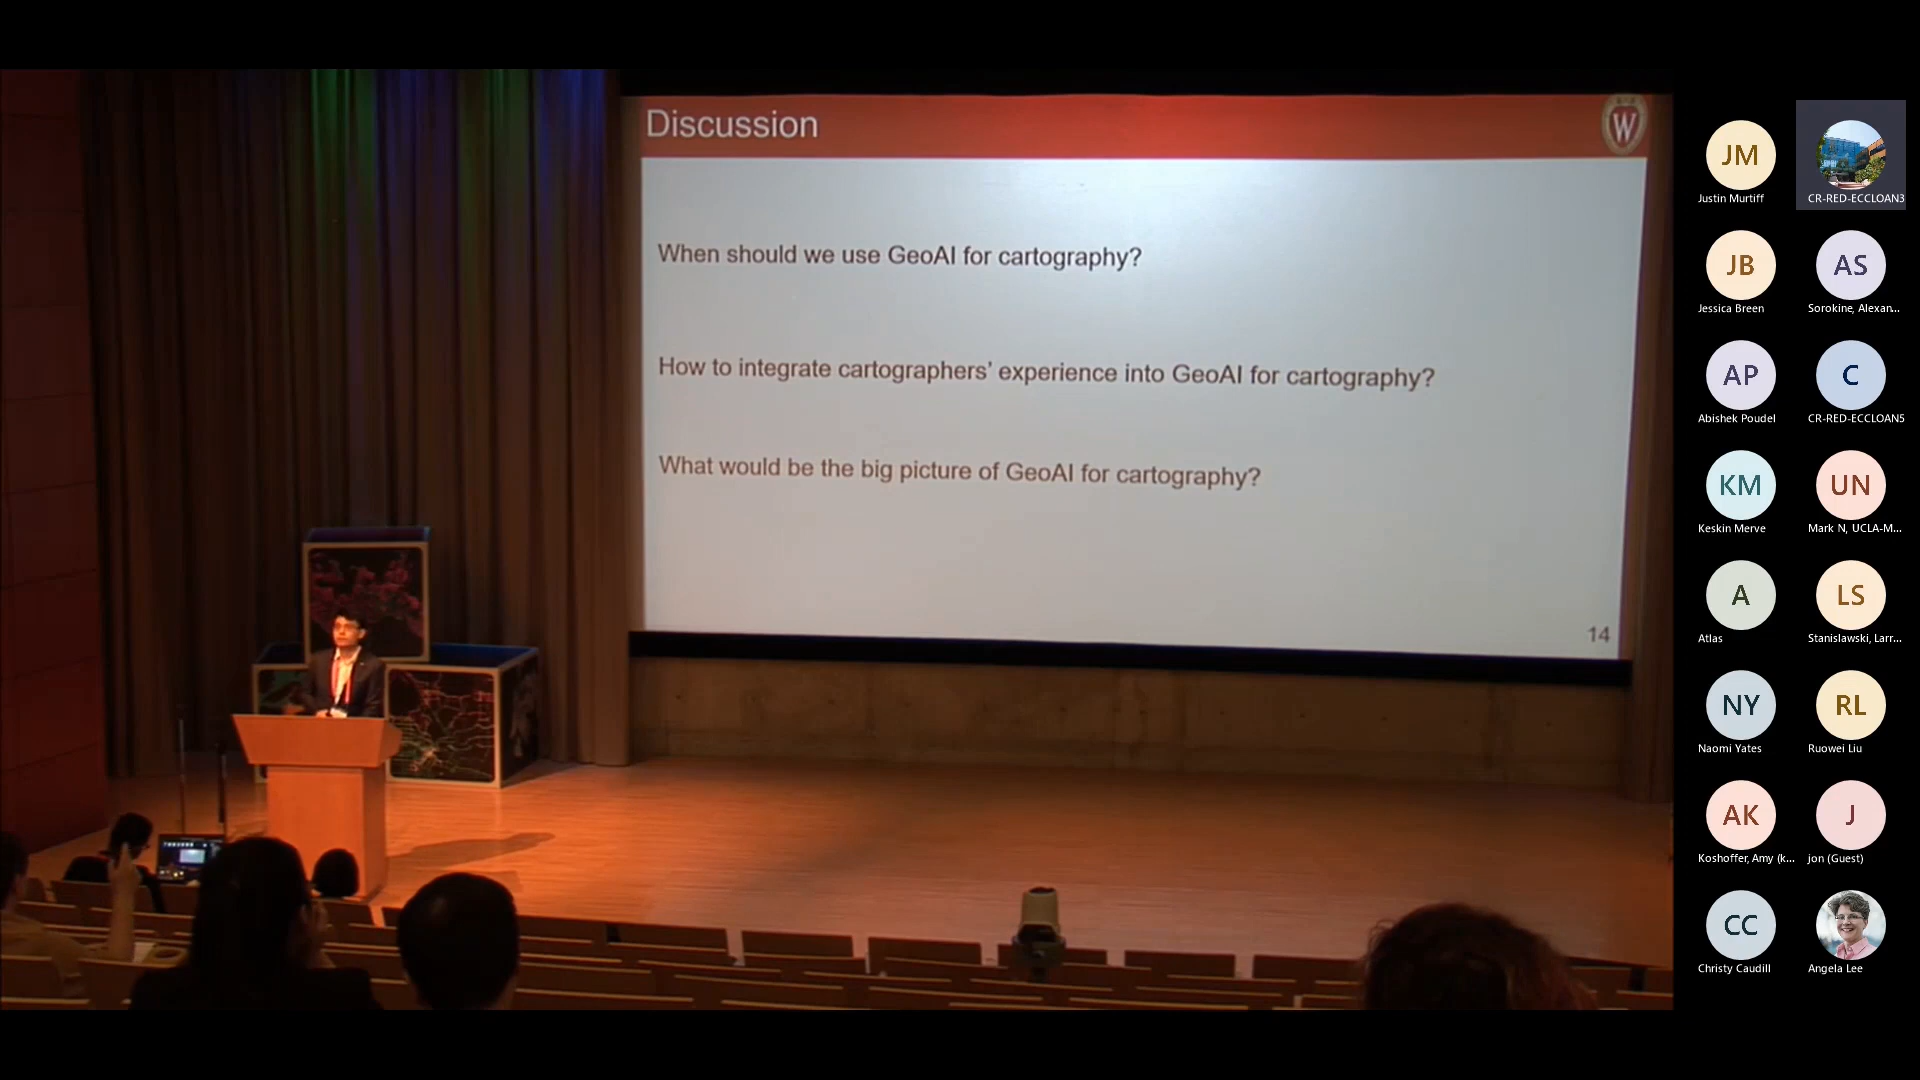 Discussion
W
When should we use GeoAI for cartography?
How to integrate cartographers’ experience into GeoAI for cartography?
What would be the big picture of GeoAI for cartography?
14
JM
Justin Murtiff
CR-RED-ECCLOAN3
JB
Jessica Breen
AS
Sorokine, Alexan...
AP
Abishek Poudel
C
CR-RED-ECCLOAN5
KM
Keskin Merve
UN
Mark N, UCLA-M...
A
Atlas
LS
Stanislawski, Larr...
NY
Naomi Yates
RL
Ruowei Liu
AK
Koshoffer, Amy (k...
J
jon (Guest)
CC
Christy Caudill
Angela Lee